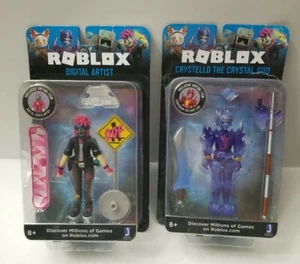 ROBLOX
DIGITAL ARTIST
8+
Discover Millions of Games
on Roblox.com
ROBLOX
CRYSTELLO THE CRYSTAL GOD
8+
Discover Millions of Games
on Roblox.com